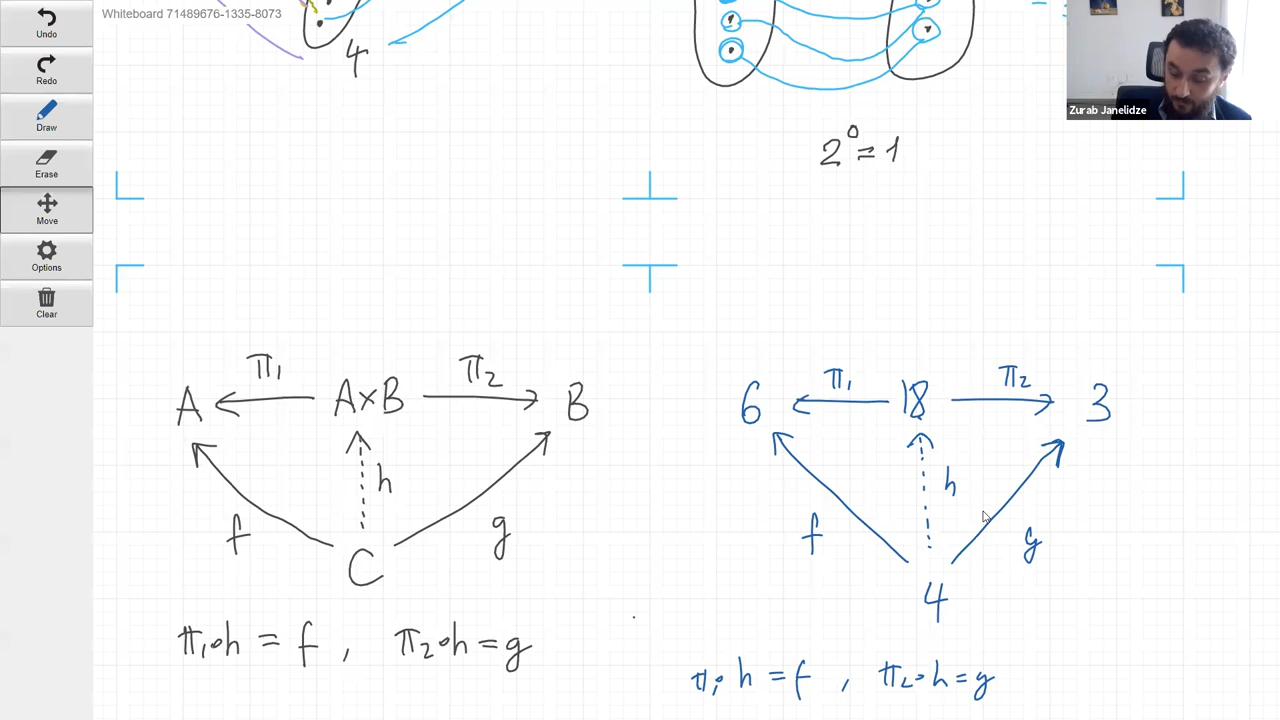 Undo
Redo
Draw
Erase
Move
Options
Clear
Whiteboard 71489676-1335-8073
Zurab Janelidze
4
2⁰ = 1
A ←π₁— A×B —π₂→ B
h
f g
C
π₁∘h = f , π₂∘h = g
6 ←π₁— 18 —π₂→ 3
h
f g
4
π₁∘h = f , π₂∘h = g